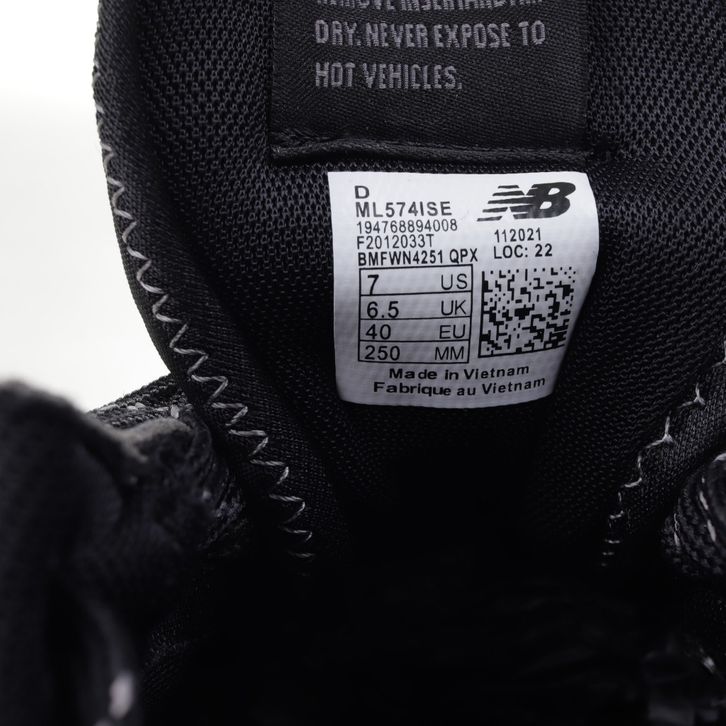 DRY. NEVER EXPOSE TO
HOT VEHICLES.
D
ML574ISE
194768894008
F2012033T
BMFWN4251 QPX
NB
112021
LOC: 22
7 US
6.5 UK
40 EU
250 MM
Made in Vietnam
Fabrique au Vietnam